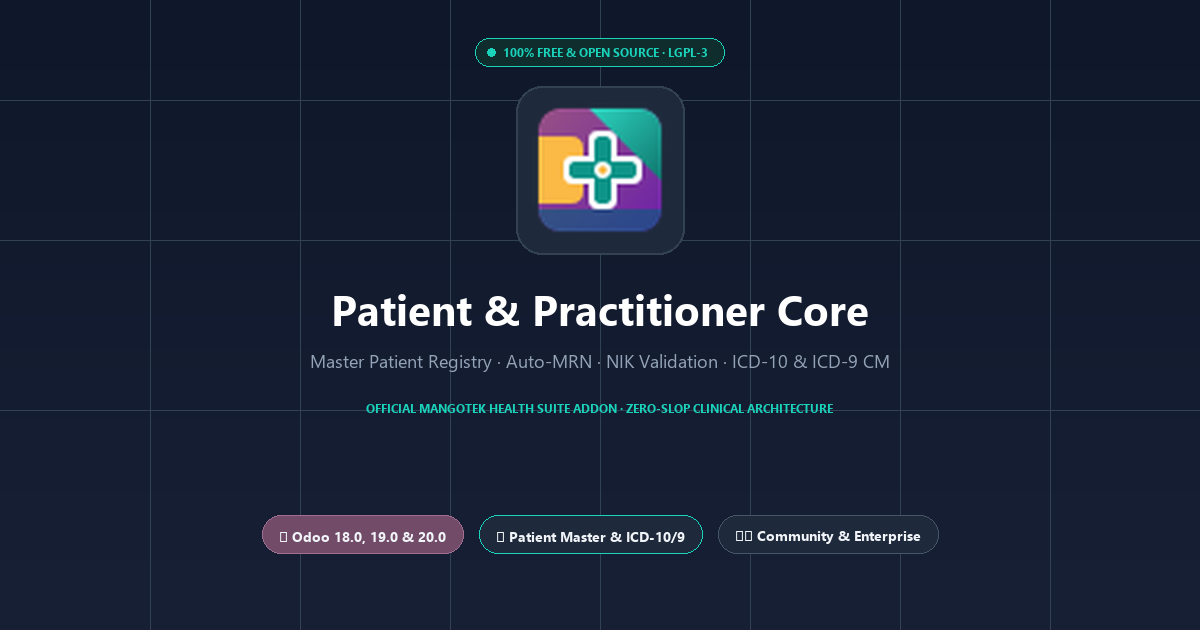 100% FREE & OPEN SOURCE · LGPL-3
Patient & Practitioner Core
Master Patient Registry · Auto-MRN · NIK Validation · ICD-10 & ICD-9 CM
OFFICIAL MANGOTEK HEALTH SUITE ADDON · ZERO-SLOP CLINICAL ARCHITECTURE
Odoo 18.0, 19.0 & 20.0
Patient Master & ICD-10/9
Community & Enterprise